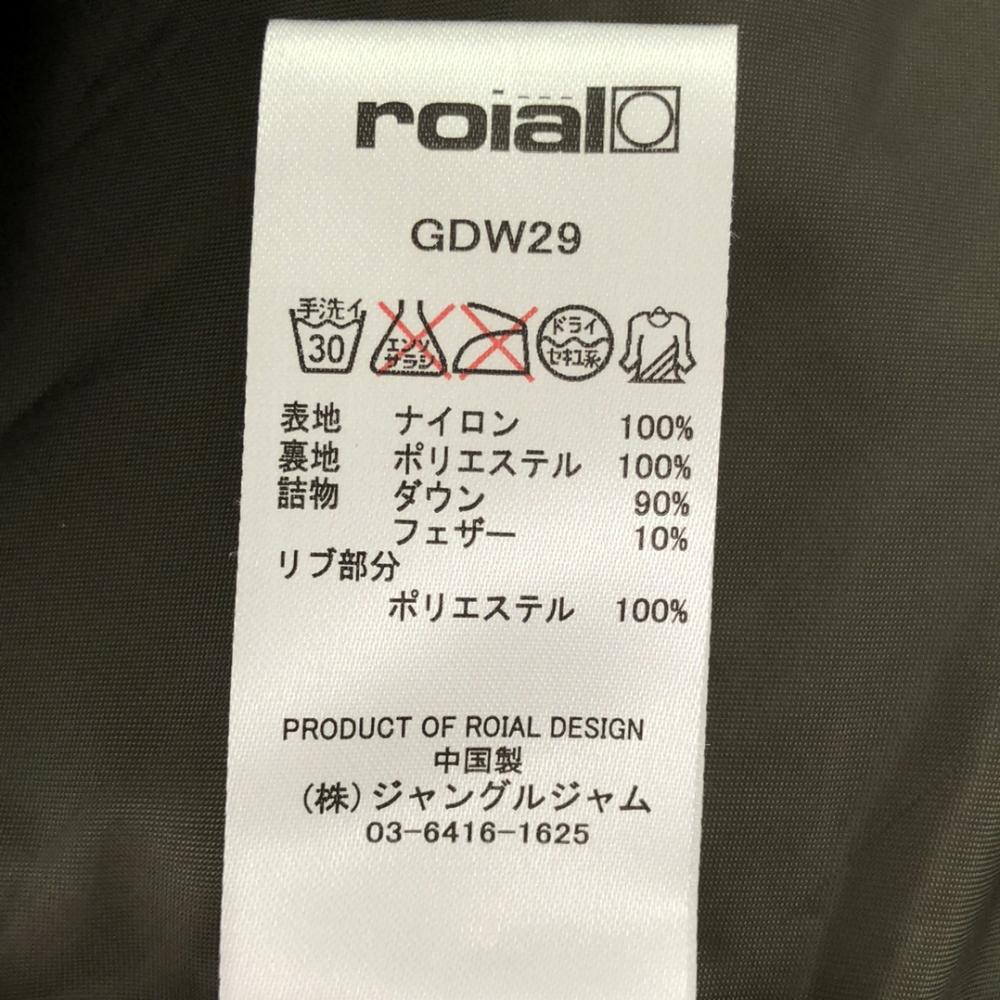 roial
GDW29
手洗イ 30 エンソサラシ ドライ セキユ系
表地 ナイロン 100%
裏地 ポリエステル 100%
詰物 ダウン 90%
フェザー 10%
リブ部分
ポリエステル 100%
PRODUCT OF ROIAL DESIGN
中国製
(株)ジャングルジャム
03-6416-1625